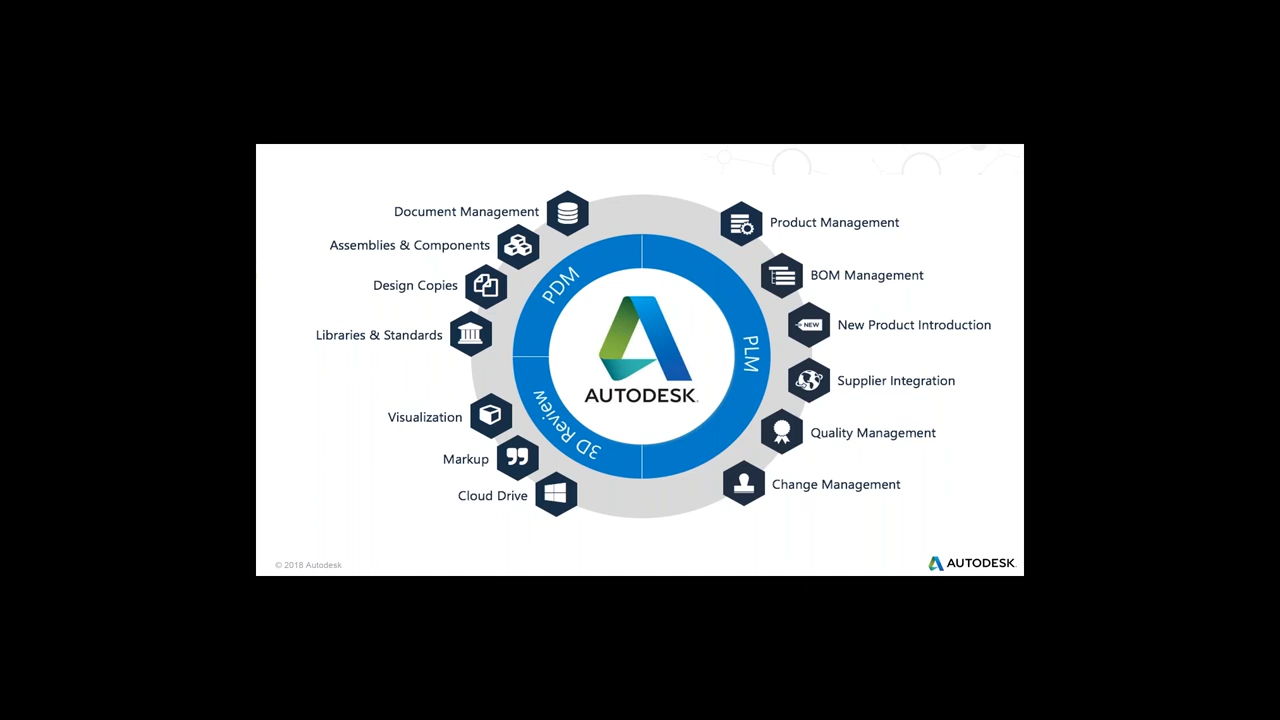 Document Management
Assemblies & Components
Design Copies
Libraries & Standards
Visualization
Markup
Cloud Drive
PDM
3D Review
PLM
AUTODESK.
Product Management
BOM Management
NEW
New Product Introduction
Supplier Integration
Quality Management
Change Management
© 2018 Autodesk
AUTODESK.